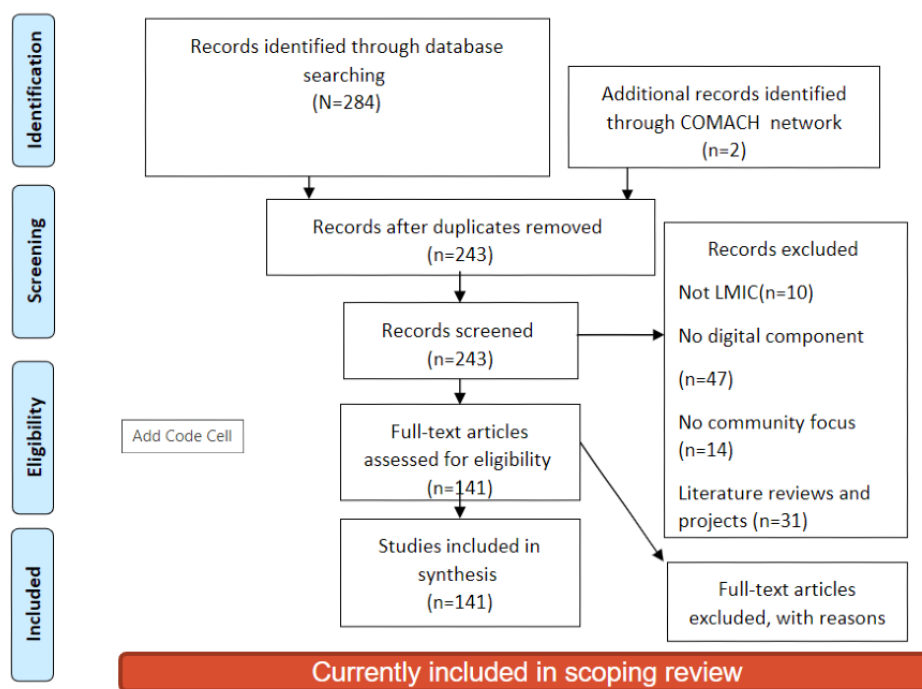 Identification
Records identified through database
searching
(N=284)
Additional records identified
through COMACH network
(n=2)
Screening
Records after duplicates removed
(n=243)
Records screened
(n=243)
Records excluded
Not LMIC(n=10)
No digital component
(n=47)
No community focus
(n=14)
Literature reviews and
projects (n=31)
Eligibility
Add Code Cell
Full-text articles
assessed for eligibility
(n=141)
Included
Studies included in
synthesis
(n=141)
Full-text articles
excluded, with reasons
Currently included in scoping review